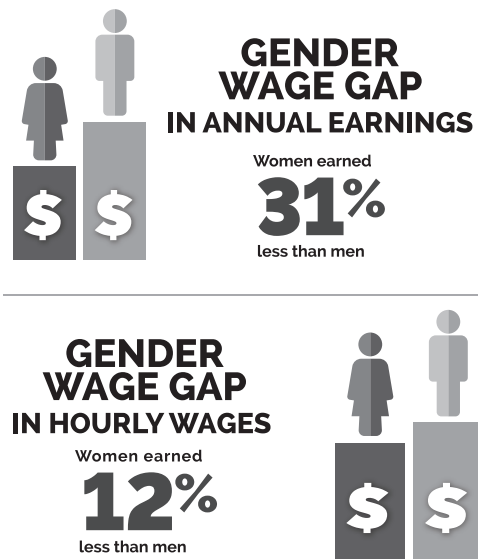 GENDER
WAGE GAP
IN ANNUAL EARNINGS
Women earned
31%
less than men
$ $
GENDER
WAGE GAP
IN HOURLY WAGES
Women earned
12%
less than men
$ $